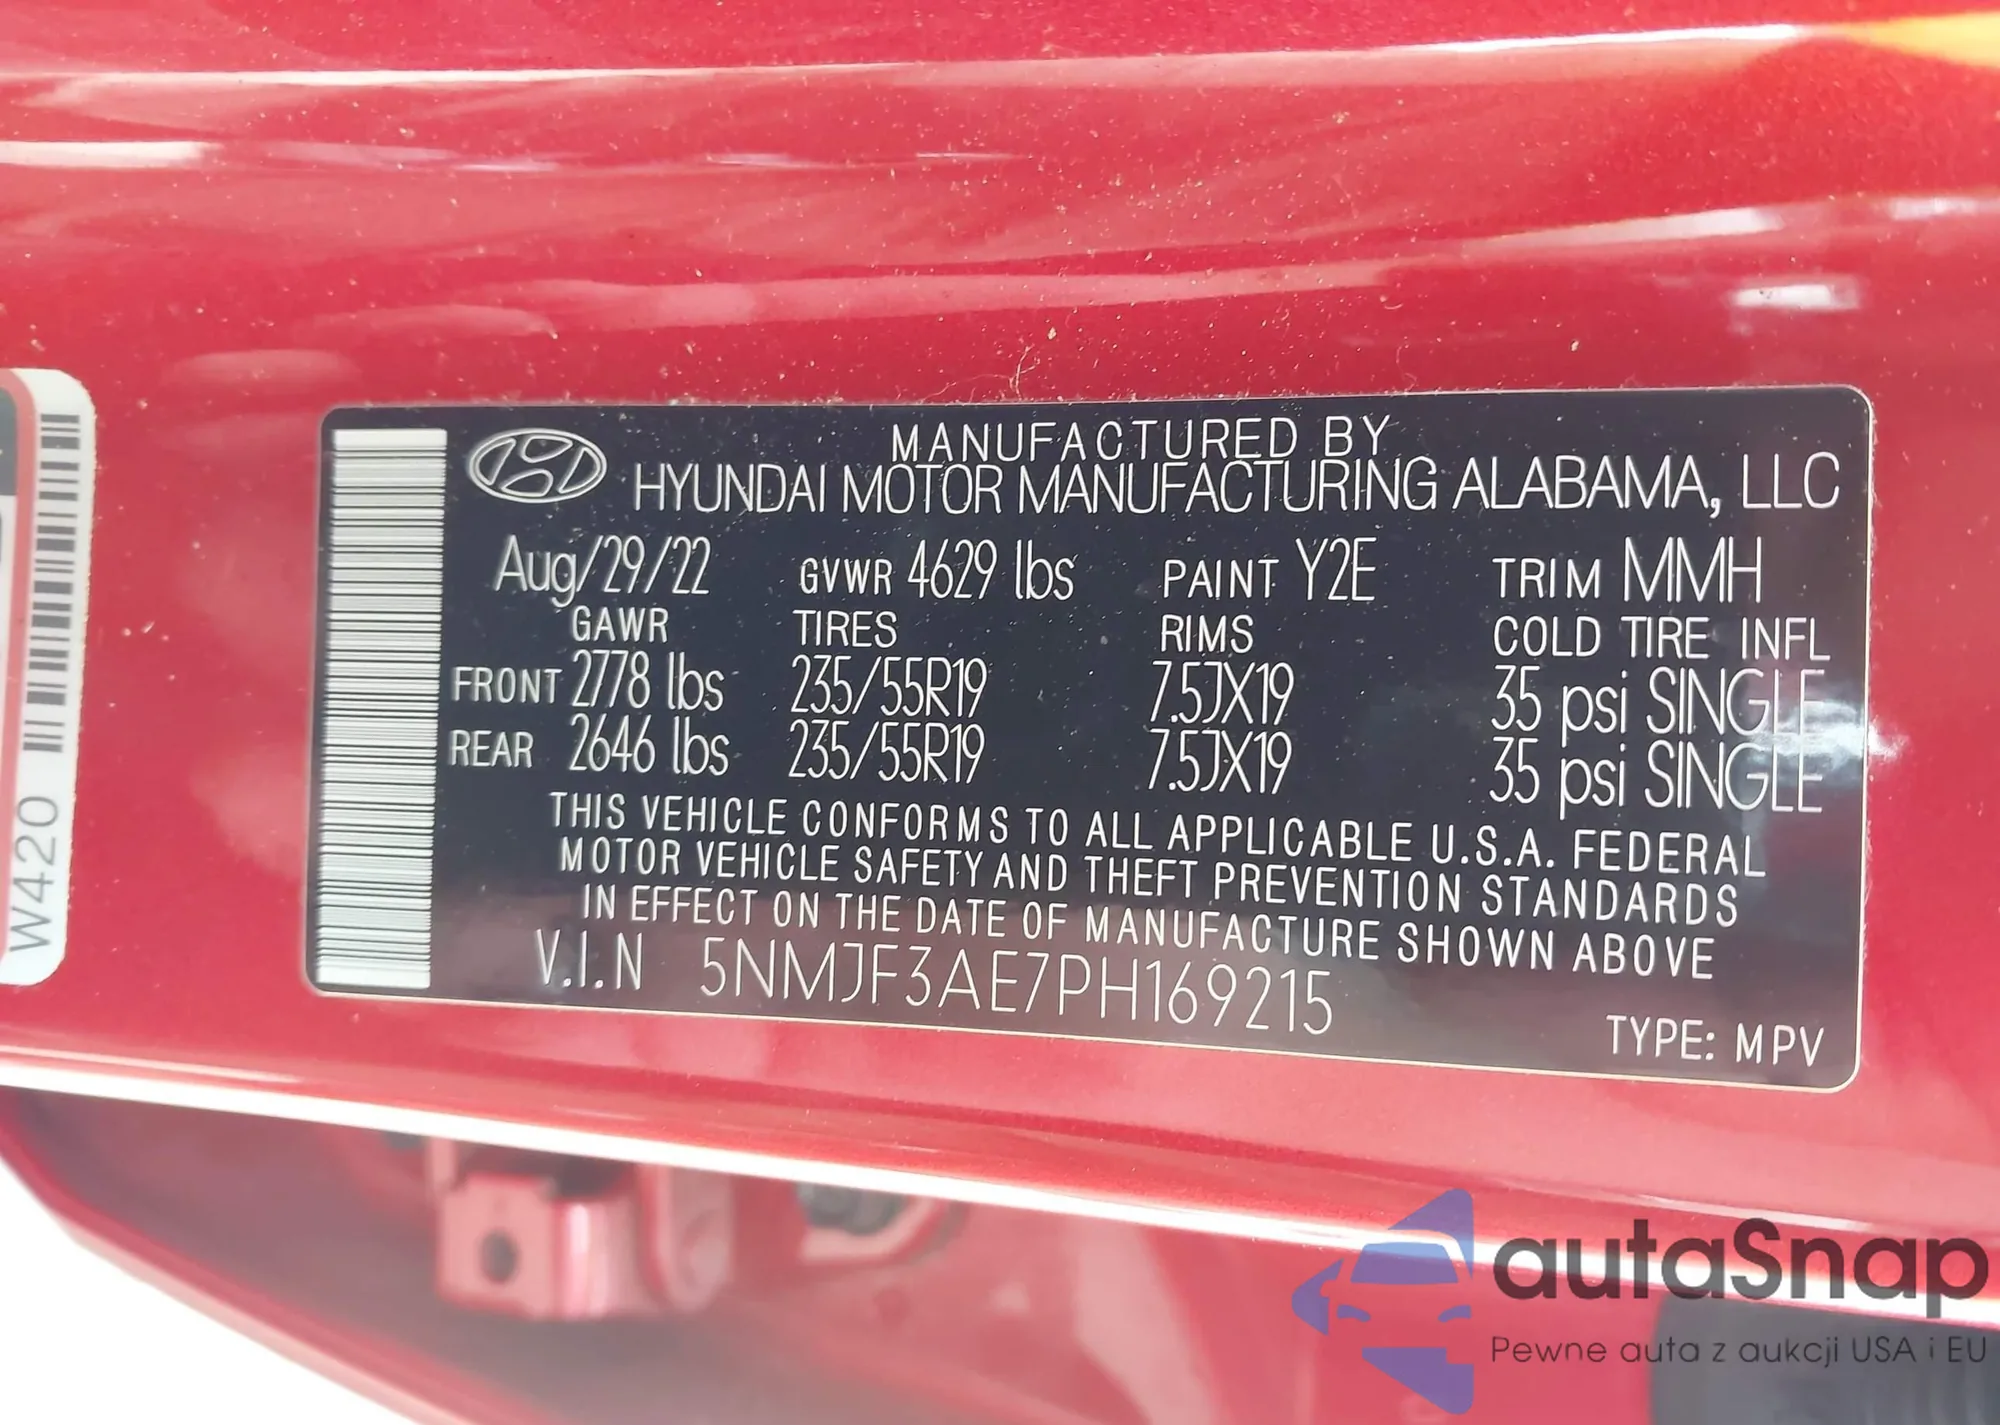 MANUFACTURED BY
HYUNDAI MOTOR MANUFACTURING ALABAMA, LLC
Aug/29/22 GVWR 4629 lbs PAINT Y2E TRIM MMH
GAWR TIRES RIMS COLD TIRE INFL
FRONT 2778 lbs 235/55R19 7.5JX19 35 psi SINGLE
REAR 2646 lbs 235/55R19 7.5JX19 35 psi SINGLE
THIS VEHICLE CONFORMS TO ALL APPLICABLE U.S.A. FEDERAL
MOTOR VEHICLE SAFETY AND THEFT PREVENTION STANDARDS
IN EFFECT ON THE DATE OF MANUFACTURE SHOWN ABOVE
V.I.N 5NMJF3AE7PH169215
TYPE: MPV
W420
autaSnap
Pewne auta z aukcji USA i EU